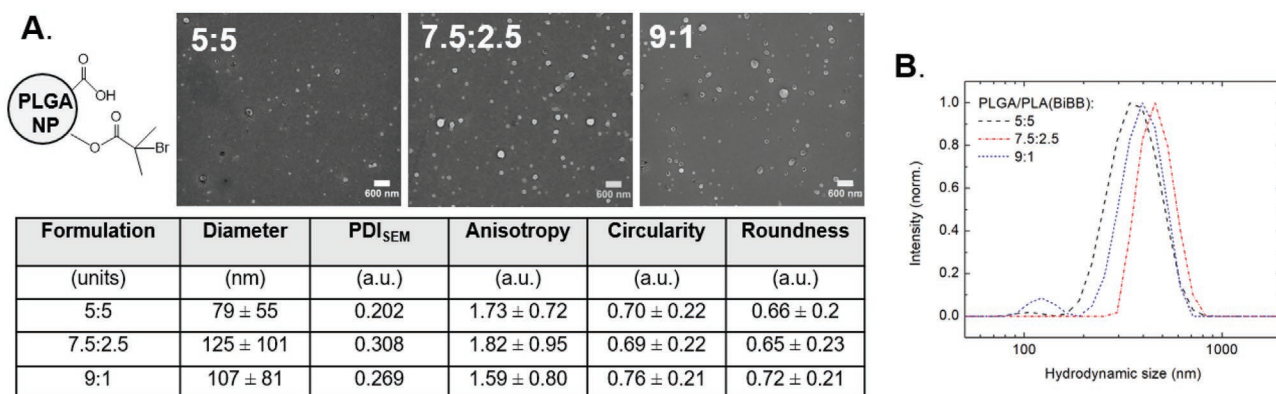 A.
PLGA
NP
O
OH
O
O
Br
5:5
600 nm
7.5:2.5
600 nm
9:1
600 nm
Formulation Diameter PDISEM Anisotropy Circularity Roundness
(units) (nm) (a.u.) (a.u.) (a.u.) (a.u.)
5:5 79 ± 55 0.202 1.73 ± 0.72 0.70 ± 0.22 0.66 ± 0.2
7.5:2.5 125 ± 101 0.308 1.82 ± 0.95 0.69 ± 0.22 0.65 ± 0.23
9:1 107 ± 81 0.269 1.59 ± 0.80 0.76 ± 0.21 0.72 ± 0.21
B.
PLGA/PLA(BiBB):
5:5
7.5:2.5
9:1
Intensity (norm.)
1.0
0.8
0.6
0.4
0.2
0.0
100 1000
Hydrodynamic size (nm)